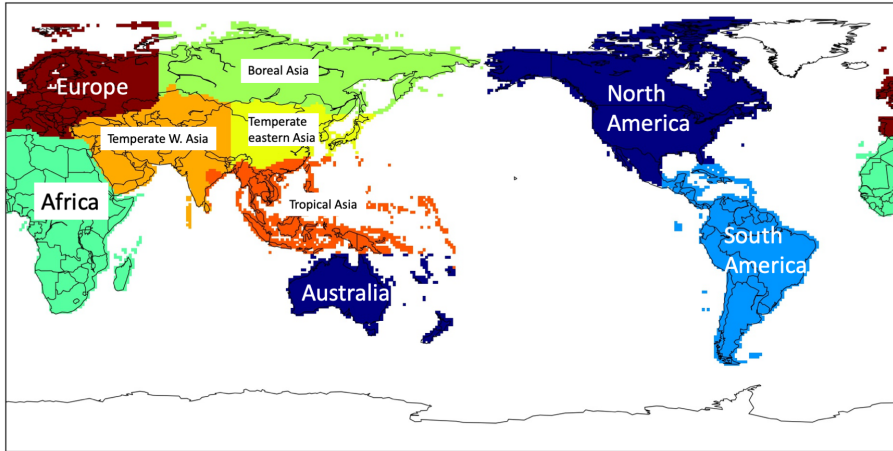 Boreal Asia
Europe
North
America
Temperate
eastern Asia
Temperate W. Asia
Africa
Tropical Asia
South
America
Australia